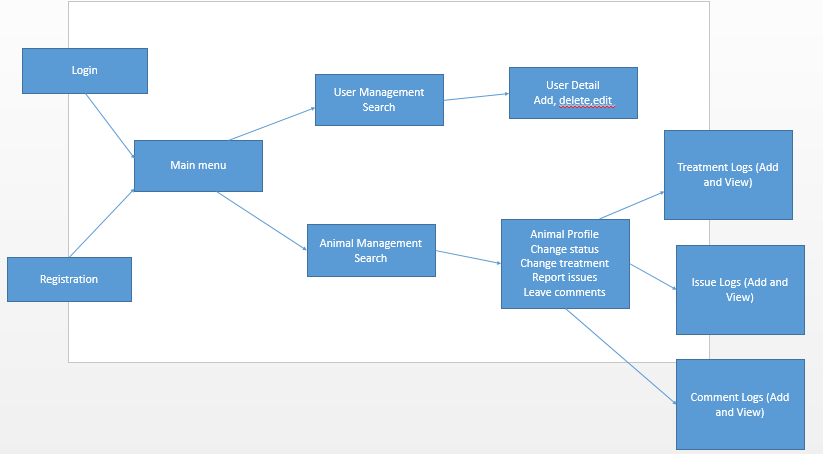 Login
User Management
Search
User Detail
Add, delete,edit
Main menu
Treatment Logs (Add
and View)
Animal Management
Search
Animal Profile
Change status
Change treatment
Report issues
Leave comments
Registration
Issue Logs (Add and
View)
Comment Logs (Add
and View)